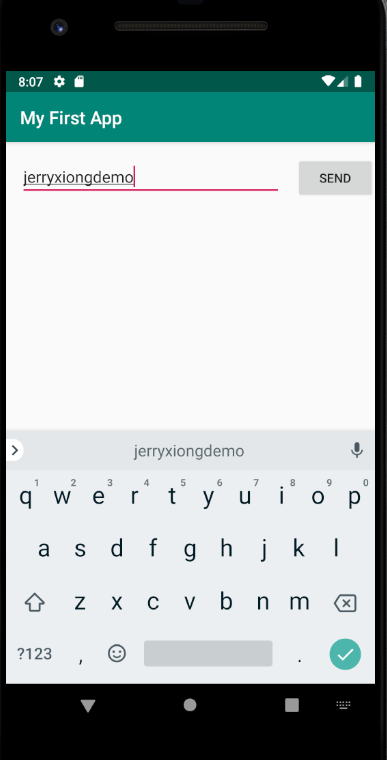 8:07
My First App
jerryxiongdemo SEND
jerryxiongdemo
1 2 3 4 5 6 7 8 9 0
q w e r t y u i o p
a s d f g h j k l
z x c v b n m
?123 , .